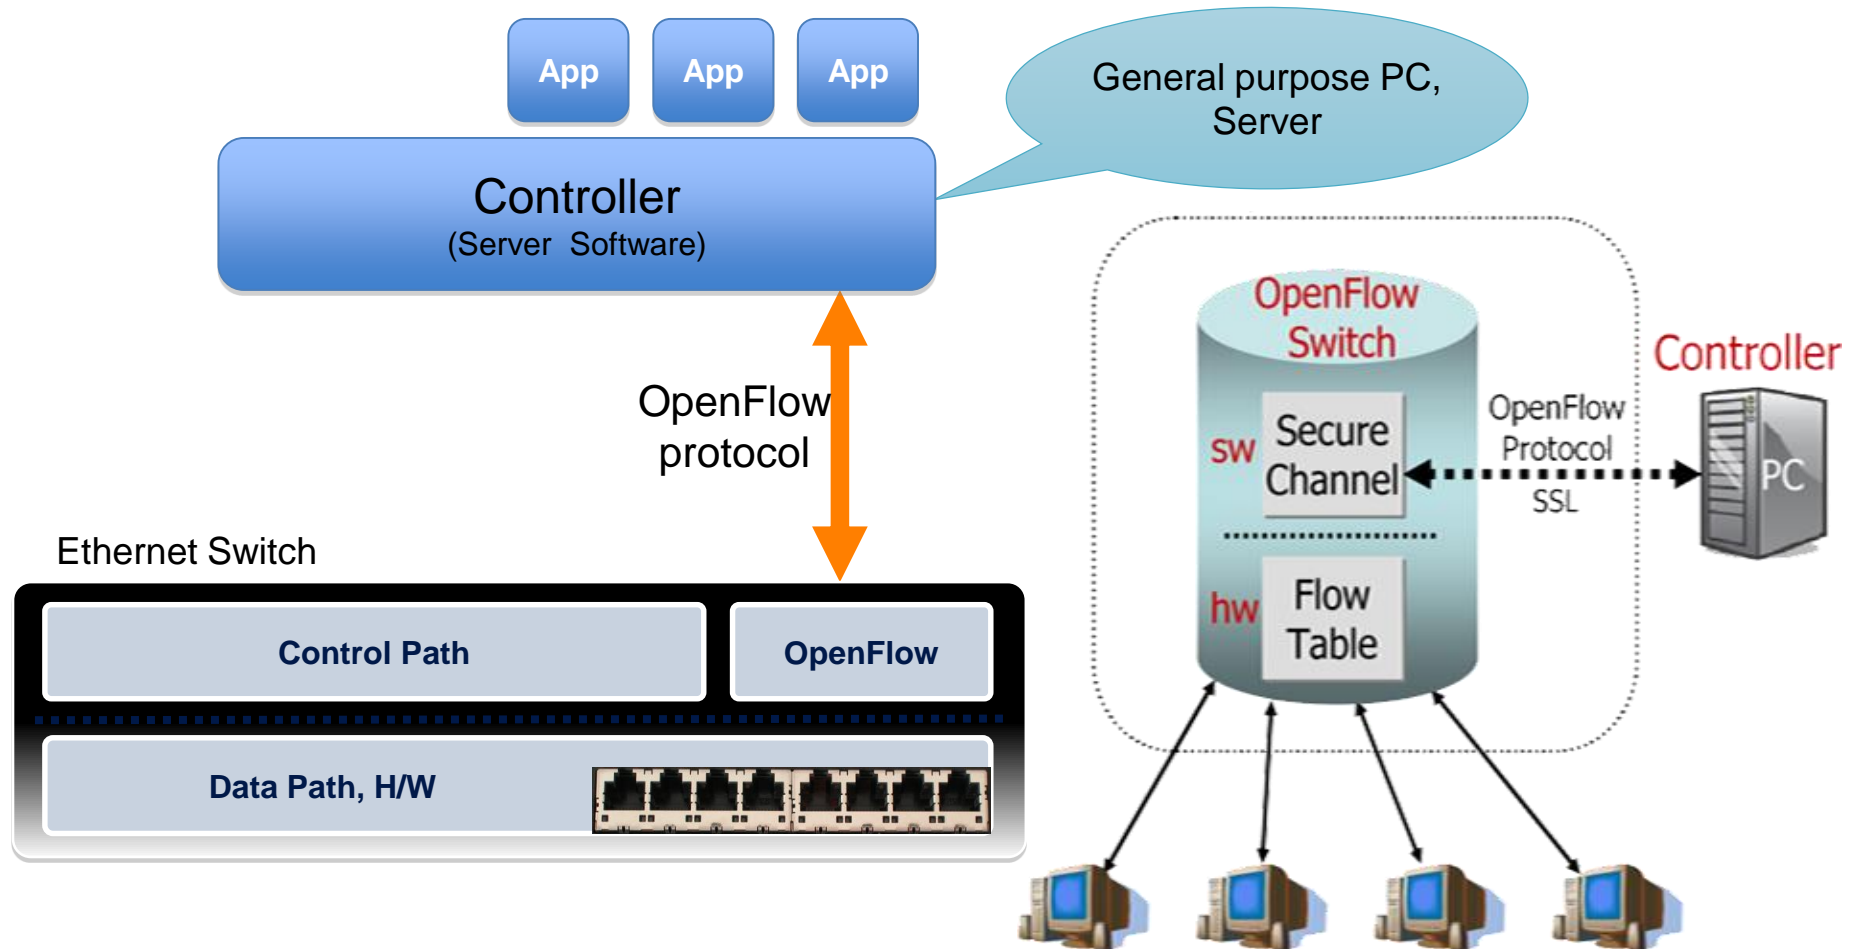 App
App
App
General purpose PC,
Server
Controller
(Server Software)
OpenFlow
protocol
Ethernet Switch
Control Path
OpenFlow
Data Path, H/W
OpenFlow
Switch
Controller
sw
Secure
Channel
OpenFlow
Protocol
SSL
PC
hw
Flow
Table